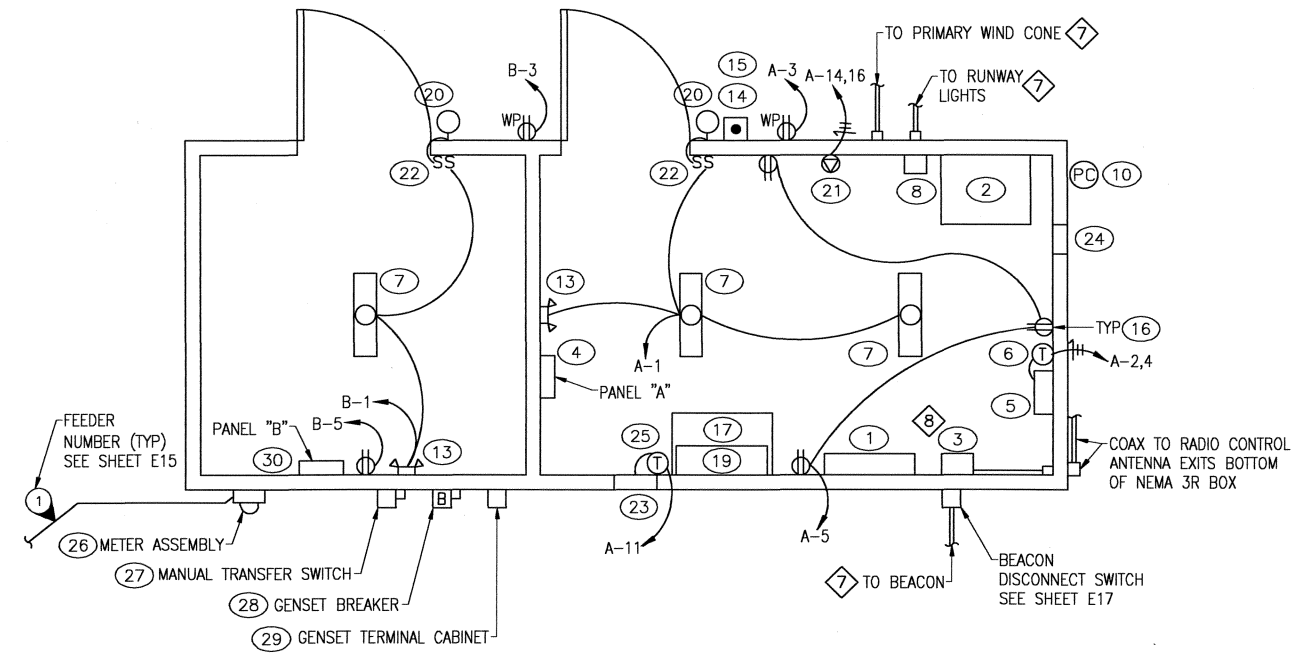 TO PRIMARY WIND CONE 7
TO RUNWAY
LIGHTS 7
15
A-3
A-14,16
B-3
20
20
14
WP
WP
SS
SS
22
22
21
8
2
PC 10
24
7
13
7
7
TYP 16
4
A-1
PANEL "A"
6
T
A-2,4
5
FEEDER
NUMBER (TYP)
SEE SHEET E15
1
B-1
B-5
PANEL "B"
30
13
25
T
17
19
1
8
3
COAX TO RADIO CONTROL
ANTENNA EXITS BOTTOM
OF NEMA 3R BOX
B
23
A-11
A-5
26 METER ASSEMBLY
27 MANUAL TRANSFER SWITCH
28 GENSET BREAKER
29 GENSET TERMINAL CABINET
7 TO BEACON
BEACON
DISCONNECT SWITCH
SEE SHEET E17